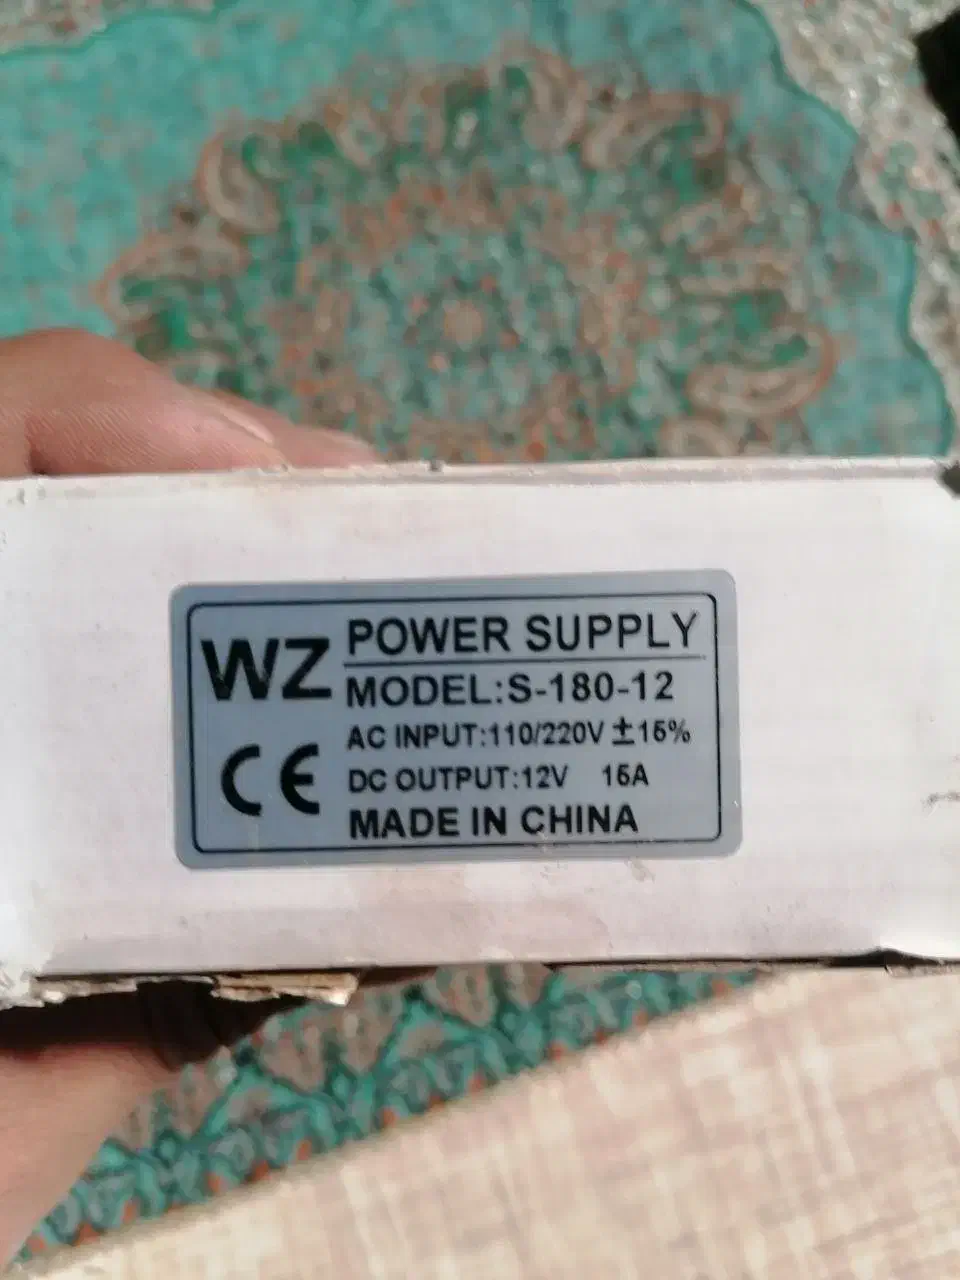 WZ POWER SUPPLY
MODEL:S-180-12
AC INPUT:110/220V ±15%
CE DC OUTPUT:12V 15A
MADE IN CHINA